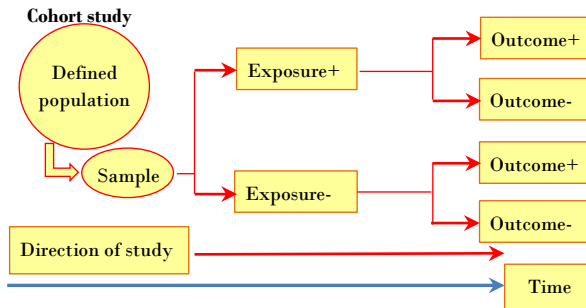 Cohort study
Defined
population
Sample
Exposure+
Exposure-
Outcome+
Outcome-
Outcome+
Outcome-
Direction of study
Time